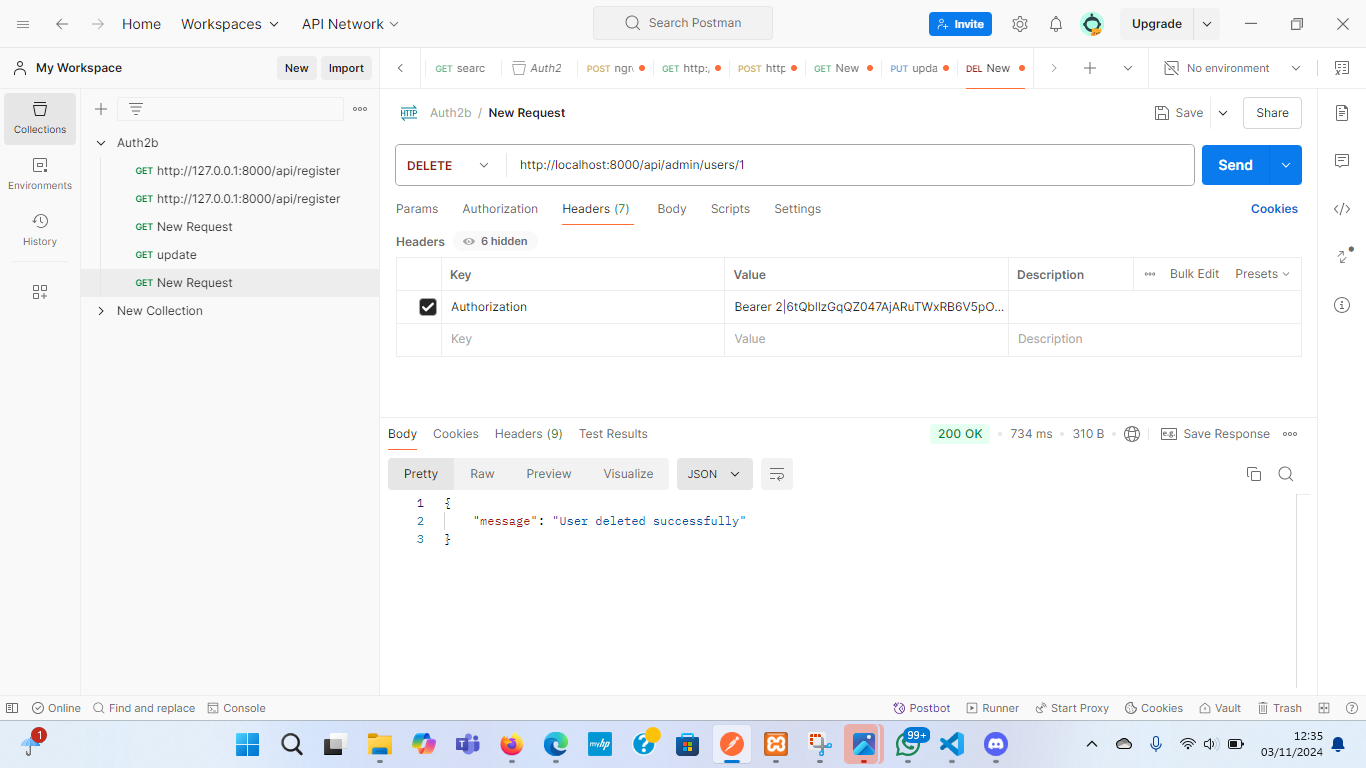 Home Workspaces API Network Search Postman Invite Upgrade
My Workspace New Import GET searc Auth2 POST ngr GET http:/ POST http GET New PUT upda DEL New No environment
Collections
Environments
History
Auth2b
GET http://127.0.0.1:8000/api/register
GET http://127.0.0.1:8000/api/register
GET New Request
GET update
GET New Request
New Collection
HTTP Auth2b / New Request Save Share
DELETE http://localhost:8000/api/admin/users/1 Send
Params Authorization Headers (7) Body Scripts Settings Cookies
Headers 6 hidden
Key Value Description Bulk Edit Presets
Authorization Bearer 2|6tQbllzGqQZ047AjARuTWxRB6V5pO...
Key Value Description
Body Cookies Headers (9) Test Results 200 OK 734 ms 310 B e.g. Save Response
Pretty Raw Preview Visualize JSON
1 {
2 "message": "User deleted successfully"
3 }
Online Find and replace Console Postbot Runner Start Proxy Cookies Vault Trash
1 myhp 99+ 12:35
03/11/2024